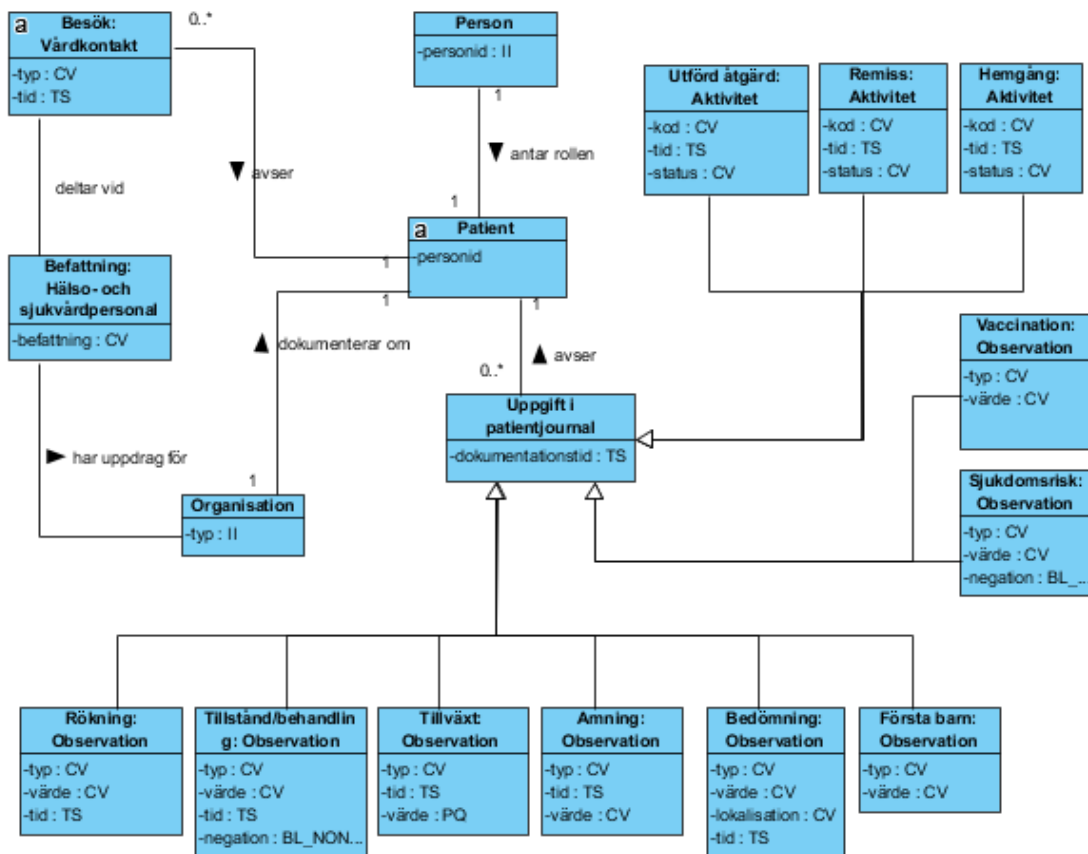 a
Besök:
Vårdkontakt
-typ : CV
-tid : TS
0..*
Person
-personid : II
1
Utförd åtgärd:
Aktivitet
-kod : CV
-tid : TS
-status : CV
Remiss:
Aktivitet
-kod : CV
-tid : TS
-status : CV
Hemgång:
Aktivitet
-kod : CV
-tid : TS
-status : CV
▼ antar rollen
▼ avser
deltar vid
1
a
Patient
-personid
1
1
1
Befattning:
Hälso- och
sjukvårdpersonal
-befattning : CV
▲ dokumenterar om
▲ avser
0..*
Uppgift i
patientjournal
-dokumentationstid : TS
Vaccination:
Observation
-typ : CV
-värde : CV
► har uppdrag för
1
Organisation
-typ : II
Sjukdomsrisk:
Observation
-typ : CV
-värde : CV
-negation : BL_...
Rökning:
Observation
-typ : CV
-värde : CV
-tid : TS
Tillstånd/behandlin
g: Observation
-typ : CV
-värde : CV
-tid : TS
-negation : BL_NON...
Tillväxt:
Observation
-typ : CV
-tid : TS
-värde : PQ
Amning:
Observation
-typ : CV
-tid : TS
-värde : CV
Bedömning:
Observation
-typ : CV
-värde : CV
-lokalisation : CV
-tid : TS
Första barn:
Observation
-typ : CV
-värde : CV